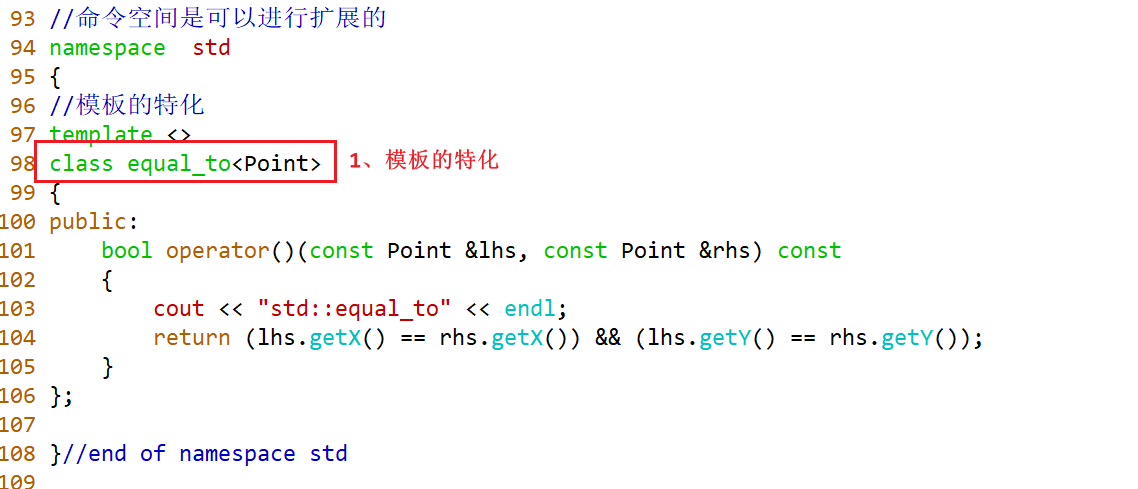 93 //命令空间是可以进行扩展的
94 namespace  std
95 {
96 //模板的特化
97 template <>
98 class equal_to<Point> 1、模板的特化
99 {
100 public:
101     bool operator()(const Point &lhs, const Point &rhs) const
102     {
103         cout << "std::equal_to" << endl;
104         return (lhs.getX() == rhs.getX()) && (lhs.getY() == rhs.getY());
105     }
106 };
107
108 }//end of namespace std
109